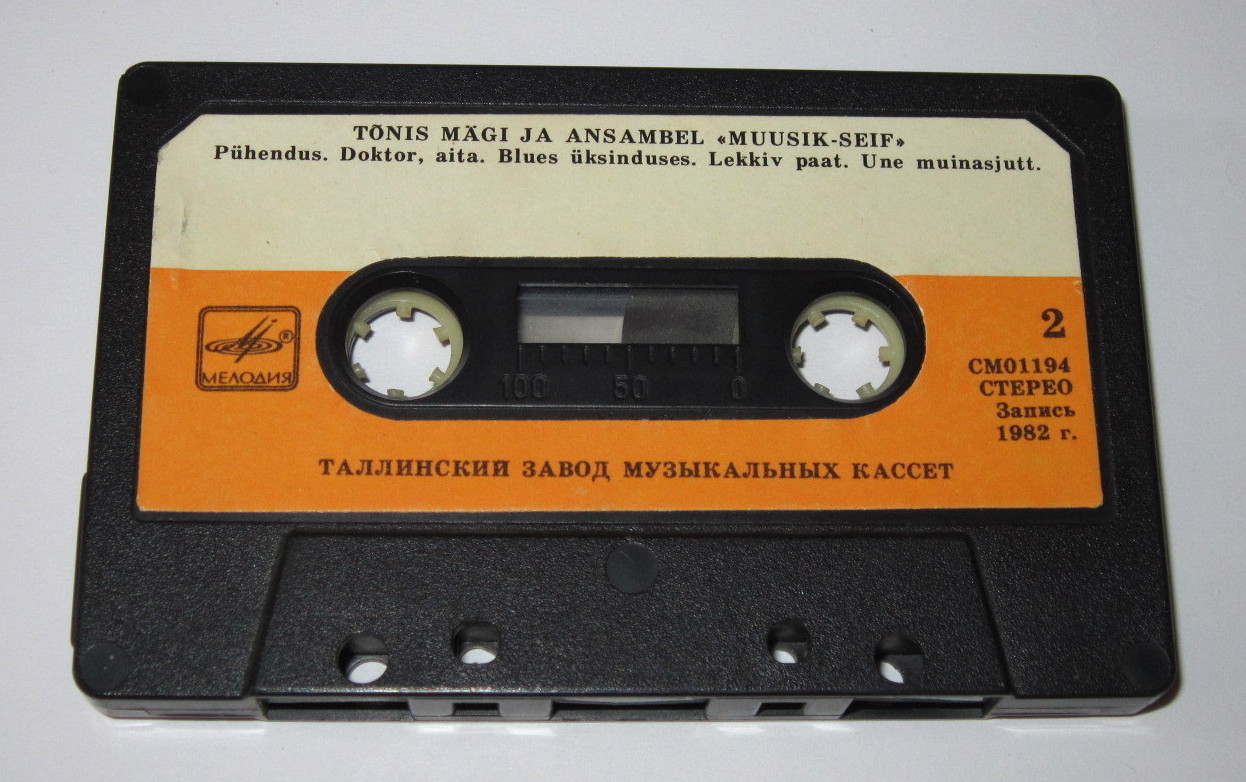 TÕNIS MÄGI JA ANSAMBEL «MUUSIK-SEIF»
Pühendus. Doktor, aita. Blues üksinduses. Lekkiv paat. Une muinasjutt.
®
МЕЛОДИЯ
100 50 0
2
СМ01194
СТЕРЕО
Запись
1982 г.
ТАЛЛИНСКИЙ ЗАВОД МУЗЫКАЛЬНЫХ КАССЕТ